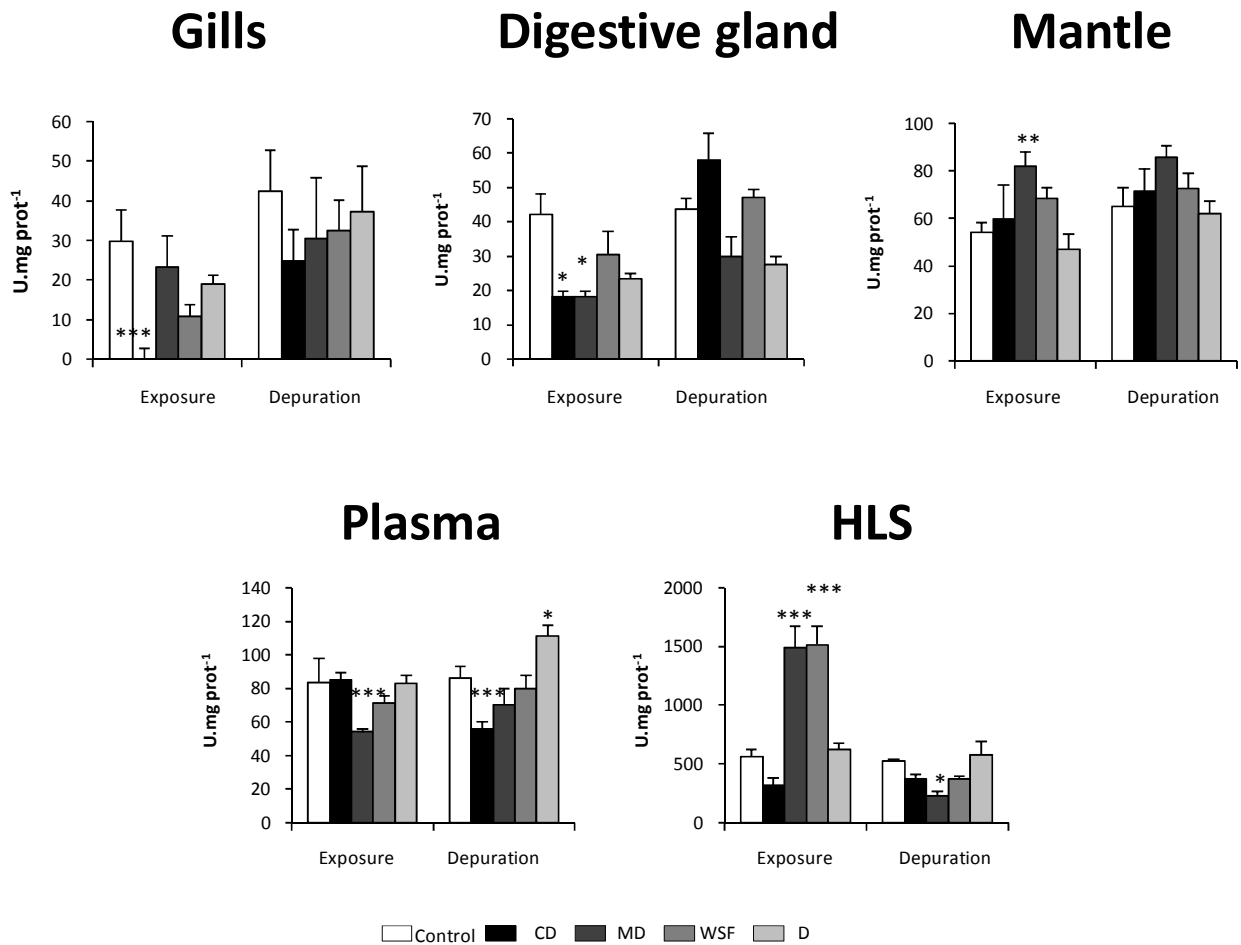 Gills
Digestive gland
Mantle
U.mg prot⁻¹
60
50
40
30
20
10
0
***
Exposure
Depuration
U.mg prot⁻¹
70
60
50
40
30
20
10
0
*
*
Exposure
Depuration
U.mg prot⁻¹
100
80
60
40
20
0
**
Exposure
Depuration
Plasma
HLS
U.mg prot⁻¹
140
120
100
80
60
40
20
0
***
***
*
Exposure
Depuration
U.mg prot⁻¹
2000
1500
1000
500
0
***
***
*
Exposure
Depuration
Control CD MD WSF D